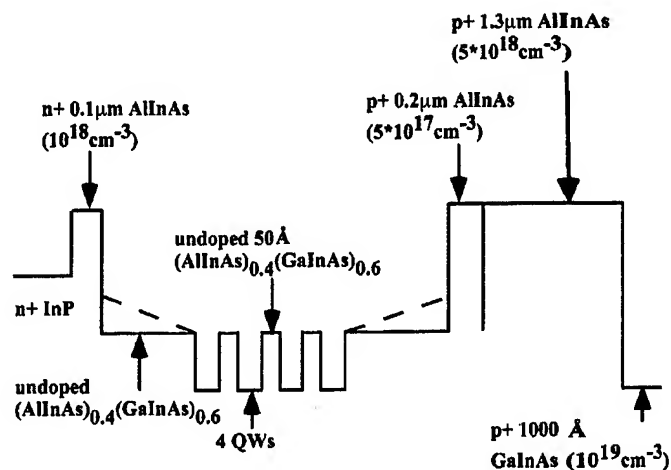 p+ 1.3μm AlInAs
(5*10^18cm^-3)
n+ 0.1μm AlInAs
(10^18cm^-3)
p+ 0.2μm AlInAs
(5*10^17cm^-3)
undoped 50Å
(AlInAs)0.4(GaInAs)0.6
n+ InP
undoped
(AlInAs)0.4(GaInAs)0.6
4 QWs
p+ 1000 Å
GaInAs (10^19cm^-3)